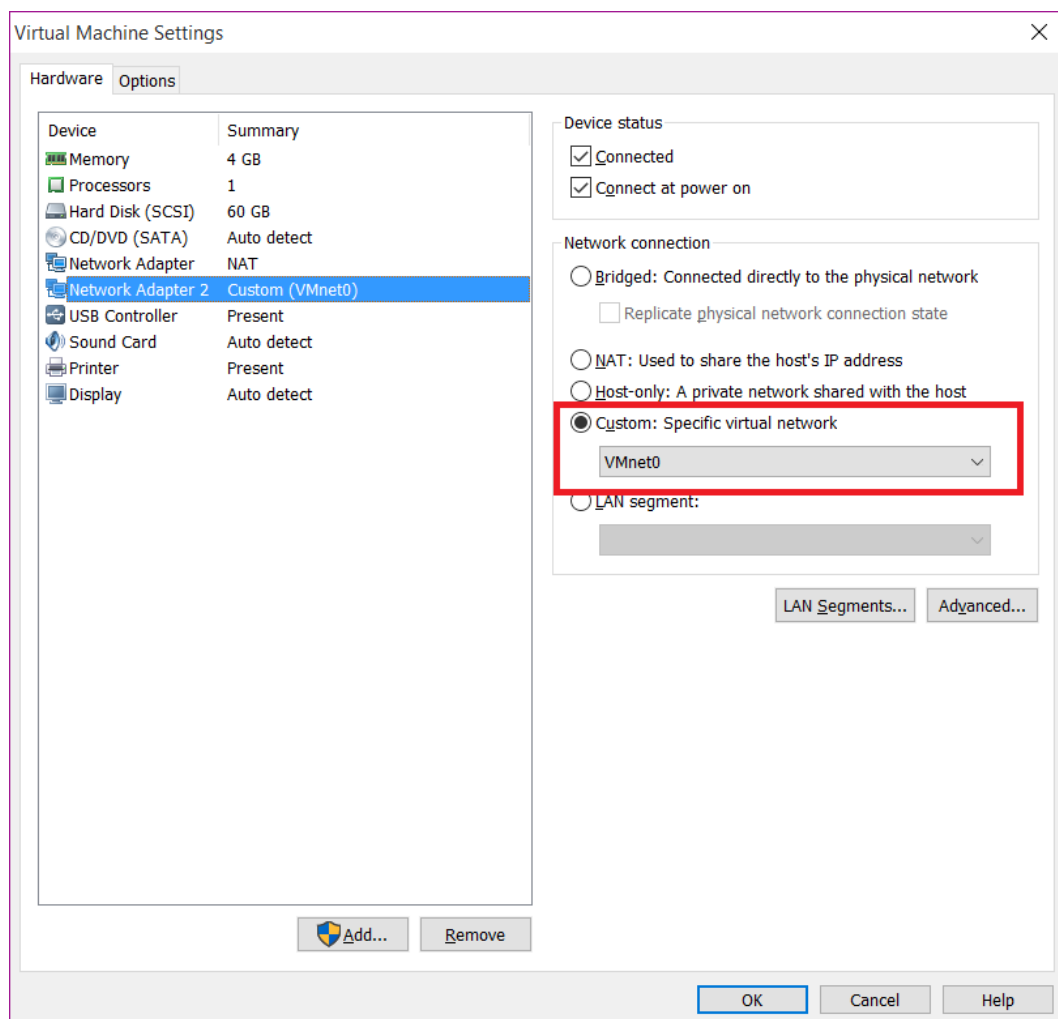 Virtual Machine Settings
Hardware Options
Device Summary
Memory 4 GB
Processors 1
Hard Disk (SCSI) 60 GB
CD/DVD (SATA) Auto detect
Network Adapter NAT
Network Adapter 2 Custom (VMnet0)
USB Controller Present
Sound Card Auto detect
Printer Present
Display Auto detect
Add... Remove
Device status
Connected
Connect at power on
Network connection
Bridged: Connected directly to the physical network
Replicate physical network connection state
NAT: Used to share the host's IP address
Host-only: A private network shared with the host
Custom: Specific virtual network
VMnet0
LAN segment:
LAN Segments... Advanced...
OK Cancel Help